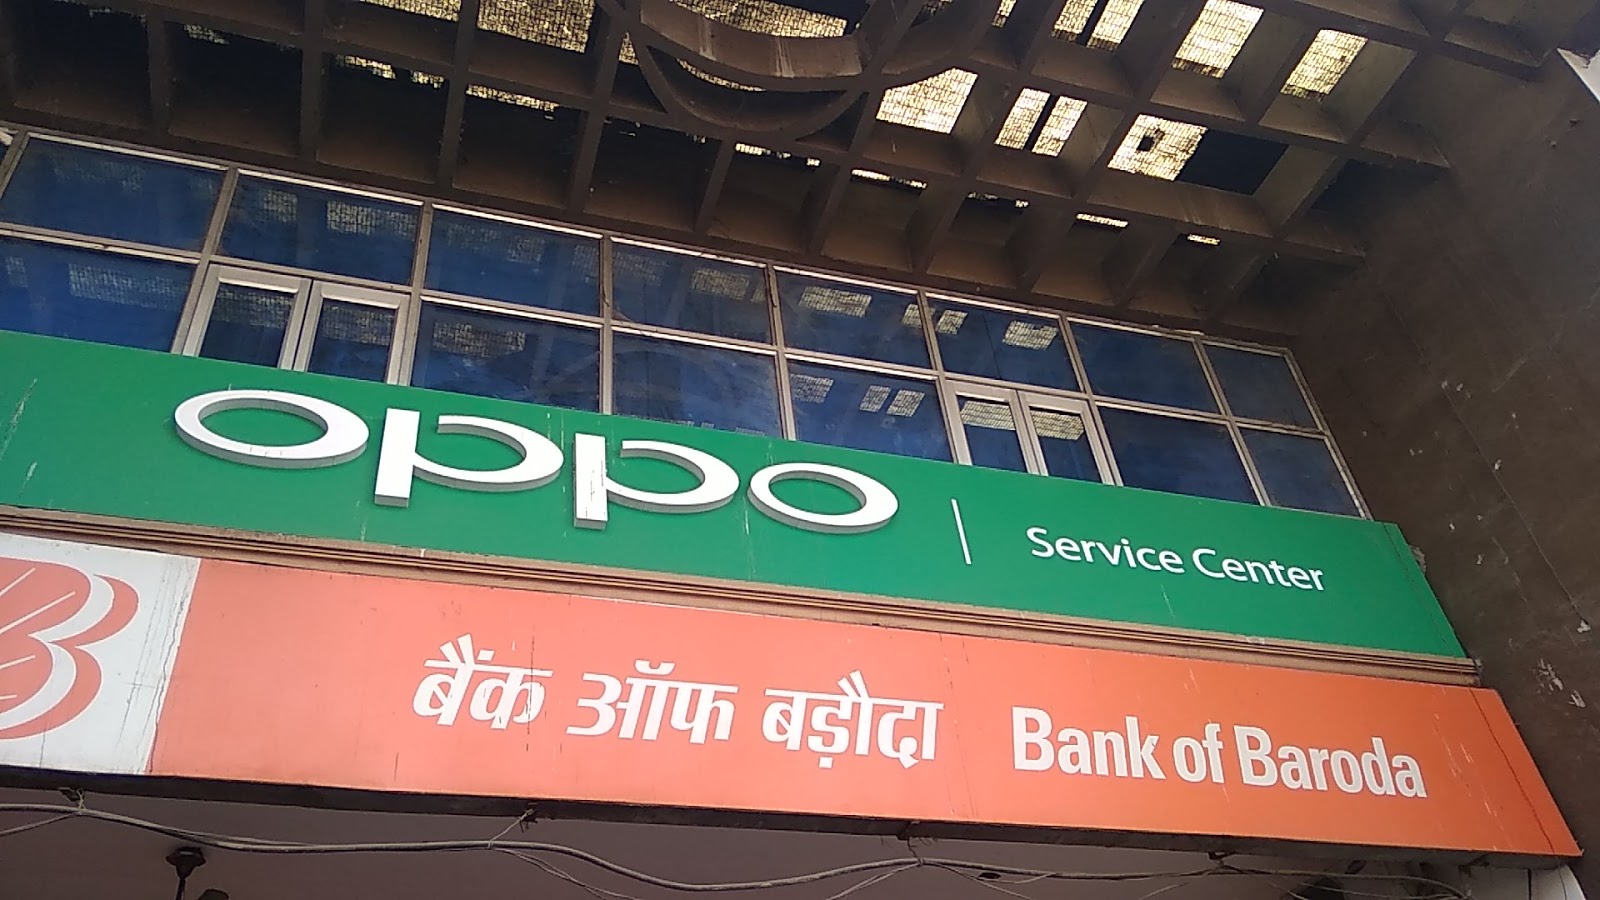 oppo | Service Center
बैंक ऑफ बड़ौदा Bank of Baroda